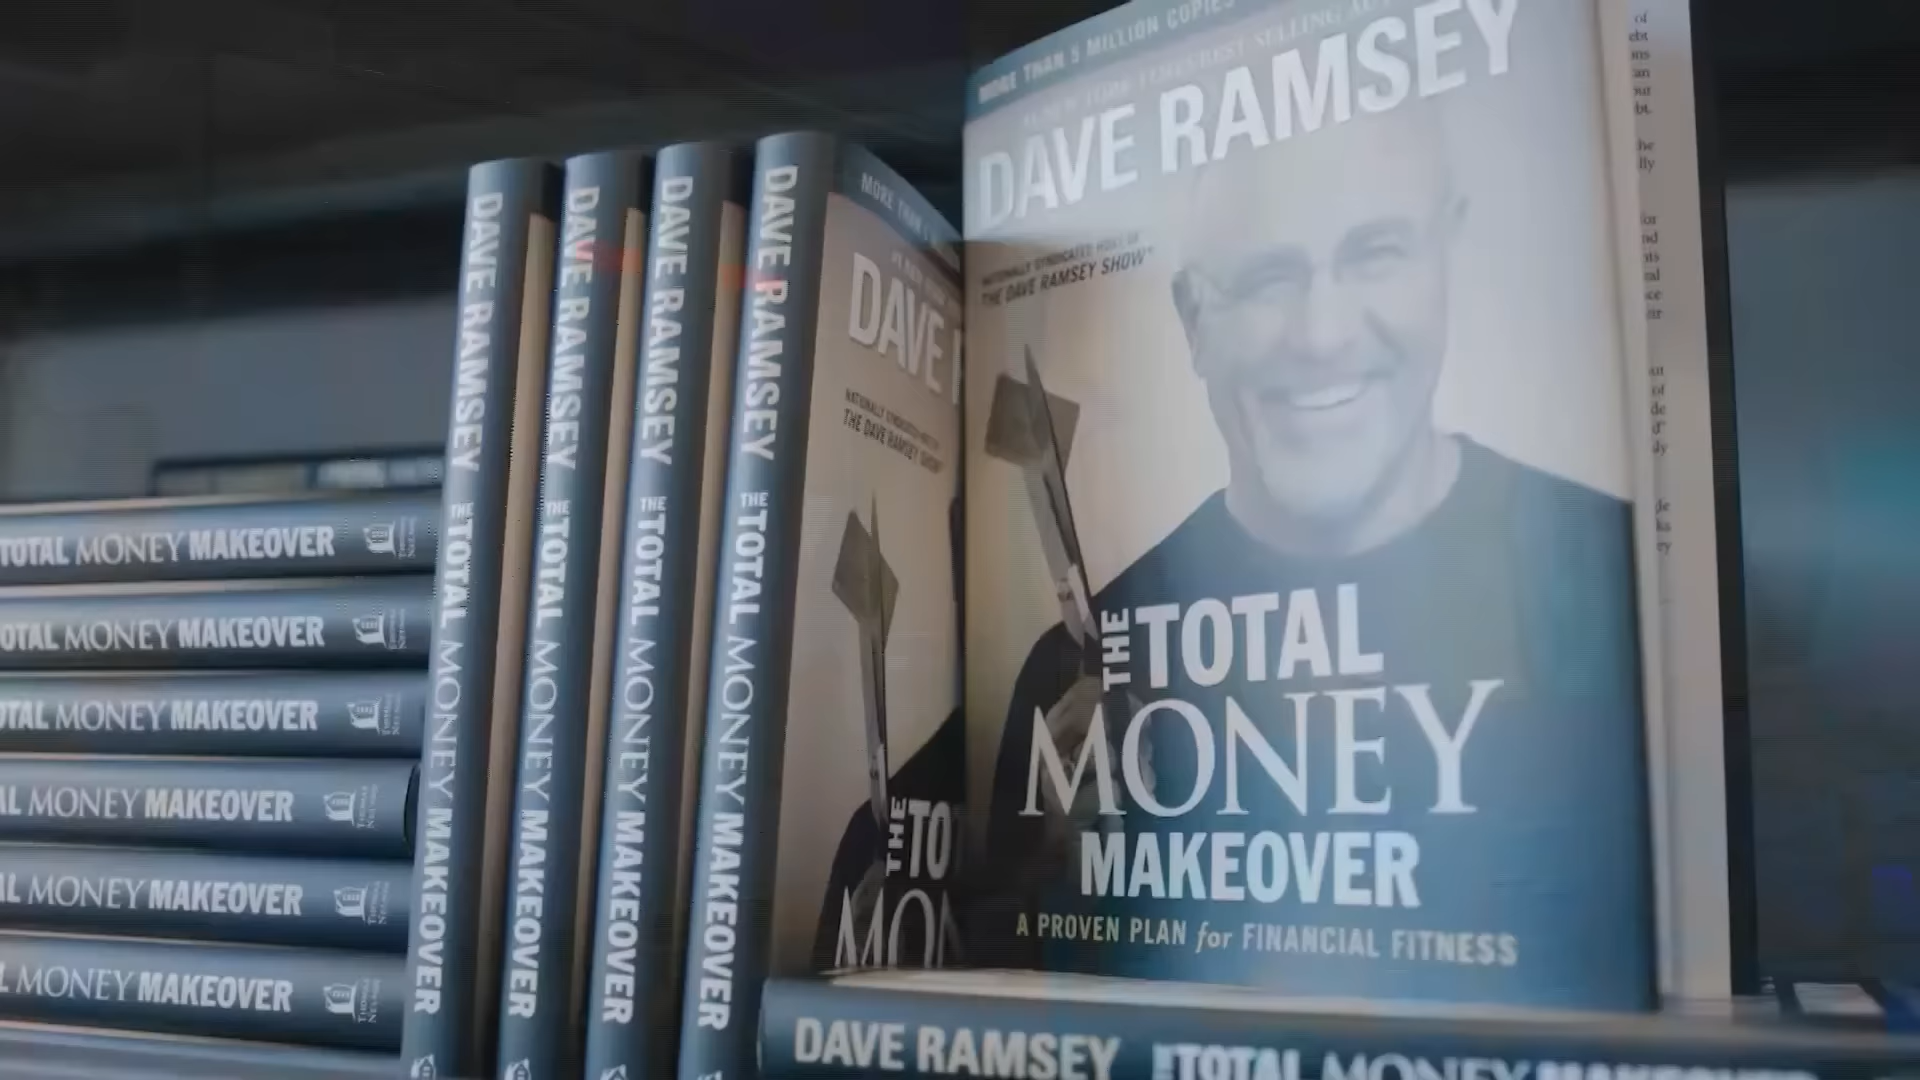 TOTAL MONEY MAKEOVER
TOTAL MONEY MAKEOVER
TOTAL MONEY MAKEOVER
MONEY MAKEOVER
MONEY MAKEOVER
MONEY MAKEOVER
DAVE RAMSEY THE TOTAL MONEY MAKEOVER
DAVE RAMSEY THE TOTAL MONEY MAKEOVER
DAVE RAMSEY THE TOTAL MONEY MAKEOVER
DAVE RAMSEY THE TOTAL MONEY MAKEOVER
MORE THAN
DAVE
NATIONALLY SYNDICATED HOST OF
THE DAVE RAMSEY SHOW
THE TO
MON
MORE THAN 5 MILLION COPIES
BEST SELLING
DAVE RAMSEY
NATIONALLY SYNDICATED HOST OF
THE DAVE RAMSEY SHOW
THE TOTAL
MONEY
MAKEOVER
A PROVEN PLAN for FINANCIAL FITNESS
DAVE RAMSEY THE TOTAL MONEY MAKEOVER